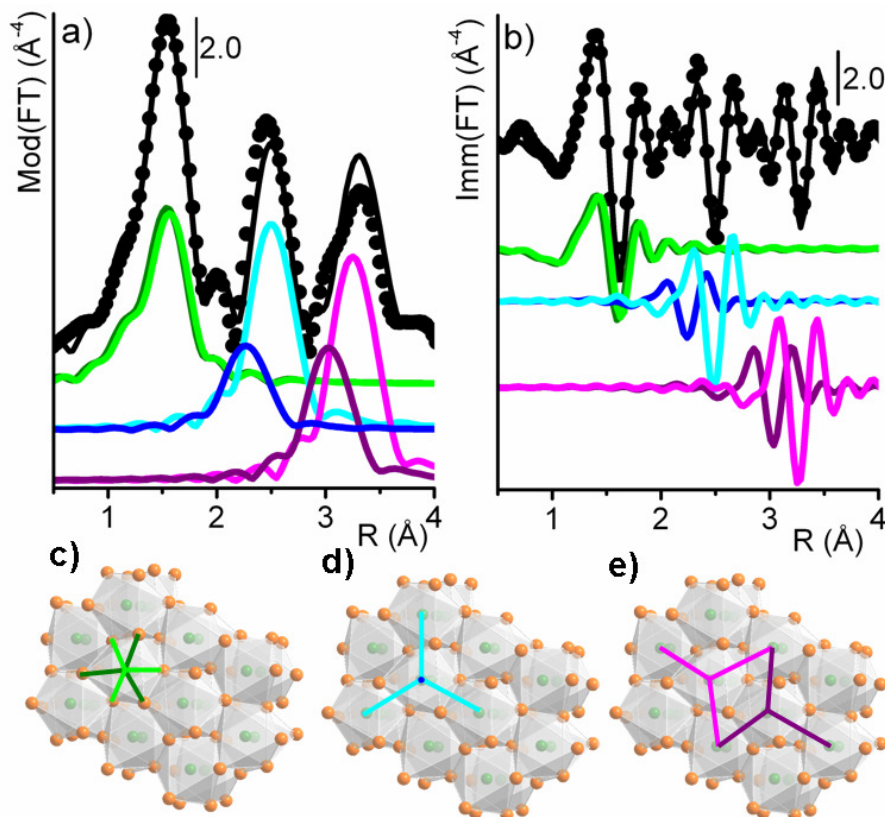 a)
2.0
Mod(FT) (Å-4)
1
2
3
4
R (Å)
b)
2.0
Imm(FT) (Å-4)
1
2
3
4
R (Å)
c)
d)
e)